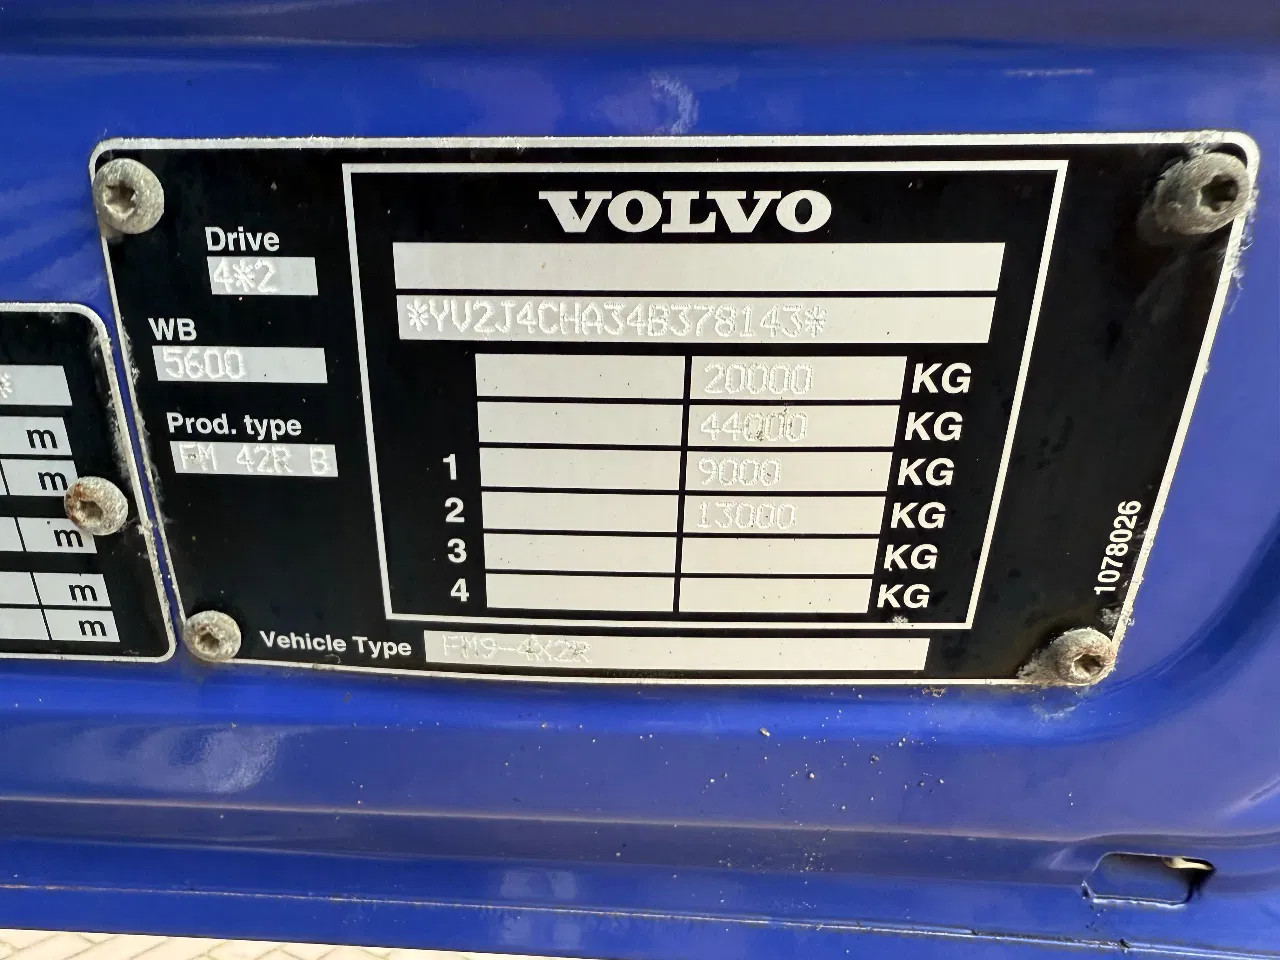 VOLVO
Drive
4*2
*YV2J4CHA34B378143*
WB
5600
20000 KG
44000 KG
Prod. type
FM 42R B
1 9000 KG
2 13000 KG
3 KG
4 KG
Vehicle Type FM9-4X2R
1078026
*
m
m
m
m
m